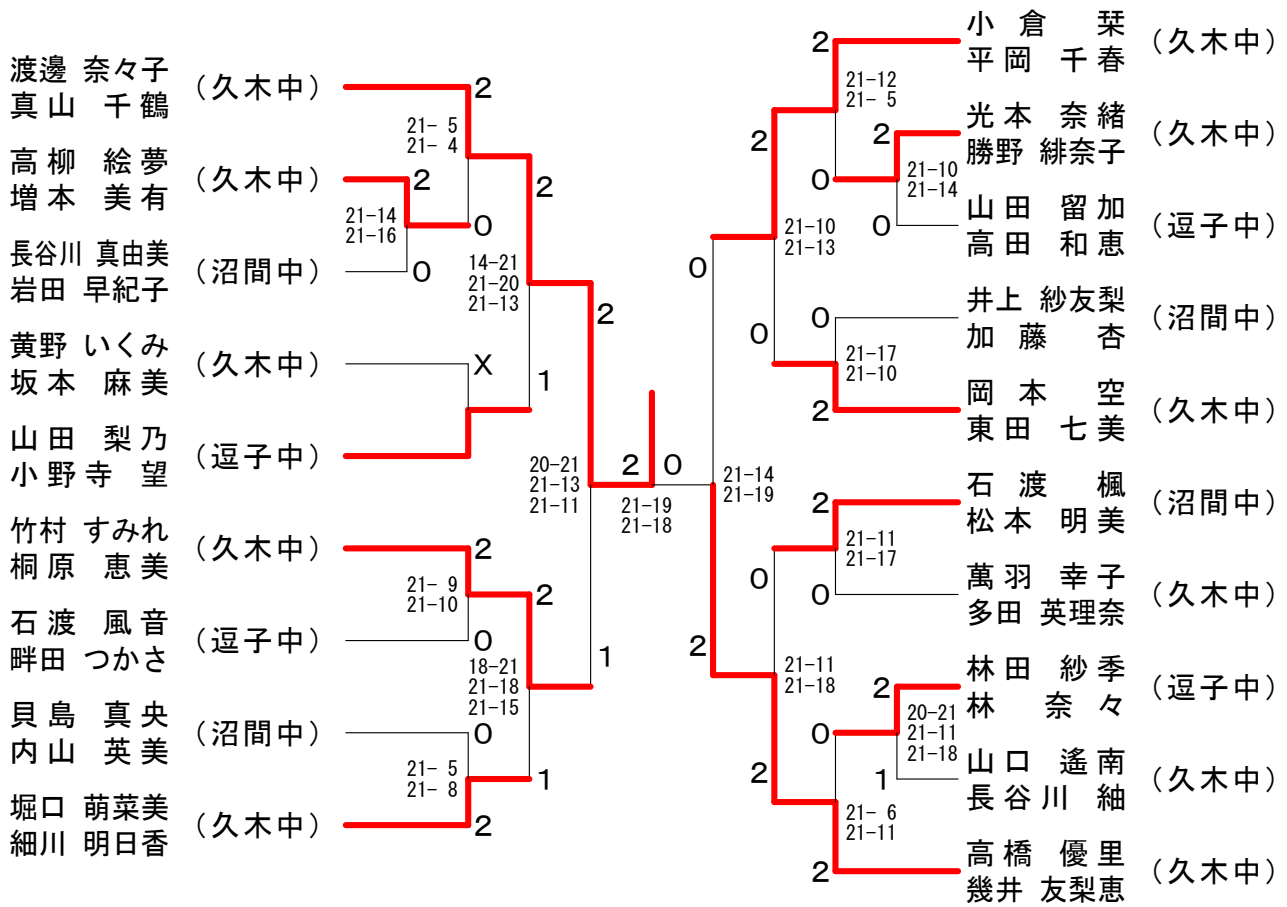 渡邊 奈々子
真山 千鶴
(久木中)
2
21- 5
21- 4
高柳 絵夢
増本 美有
(久木中)
2
21-14
21-16
0
長谷川 真由美
岩田 早紀子
(沼間中)
0
2
14-21
21-20
21-13
黄野 いくみ
坂本 麻美
(久木中)
X
1
山田 梨乃
小野寺 望
(逗子中)
2
20-21
21-13
21-11
竹村 すみれ
桐原 恵美
(久木中)
2
21- 9
21-10
2
石渡 風音
畔田 つかさ
(逗子中)
0
18-21
21-18
21-15
1
貝島 真央
内山 英美
(沼間中)
0
21- 5
21- 8
1
堀口 萌菜美
細川 明日香
(久木中)
2
2
0
21-19
21-18
小倉 栞
平岡 千春
(久木中)
2
21-12
21- 5
光本 奈緒
勝野 緋奈子
(久木中)
2
2
0
21-10
21-14
山田 留加
高田 和恵
(逗子中)
0
21-10
21-13
0
井上 紗友梨
加藤 杏
(沼間中)
0
0
21-17
21-10
岡本 空
東田 七美
(久木中)
2
21-14
21-19
石渡 楓
松本 明美
(沼間中)
2
21-11
21-17
0
萬羽 幸子
多田 英理奈
(久木中)
0
2
21-11
21-18
林田 紗季
林 奈々
(逗子中)
2
0
20-21
21-11
21-18
山口 遙南
長谷川 紬
(久木中)
1
2
21- 6
21-11
高橋 優里
幾井 友梨恵
(久木中)
2